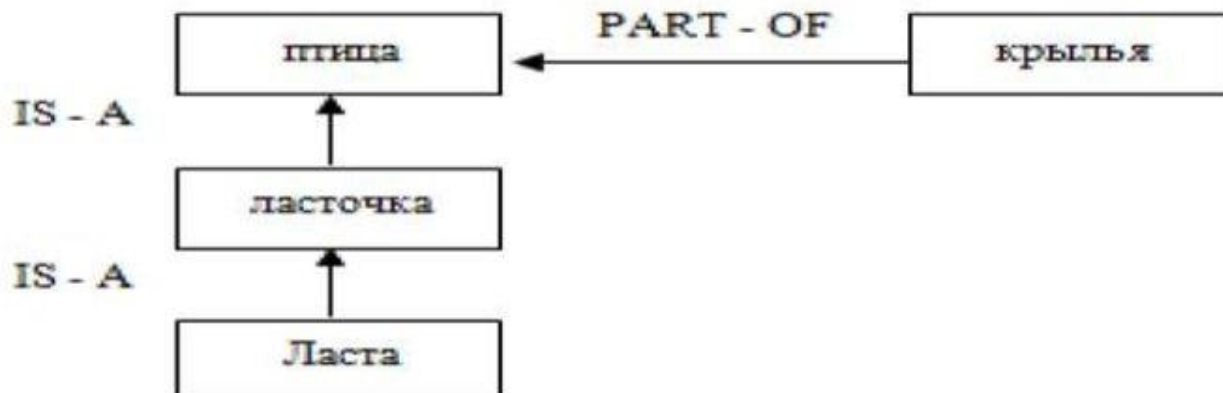 PART - OF
птица
крылья
IS - A
ласточка
IS - A
Ласта